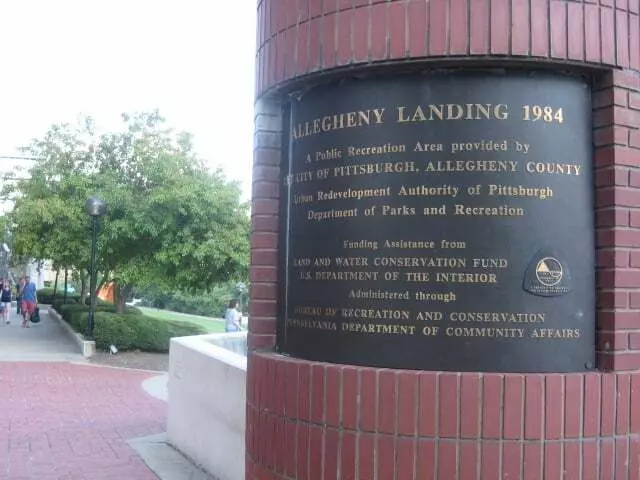 ALLEGHENY LANDING 1984
A Public Recreation Area provided by
CITY OF PITTSBURGH, ALLEGHENY COUNTY
Urban Redevelopment Authority of Pittsburgh
Department of Parks and Recreation
Funding Assistance from
LAND AND WATER CONSERVATION FUND
U.S. DEPARTMENT OF THE INTERIOR
Administered through
BUREAU OF RECREATION AND CONSERVATION
PENNSYLVANIA DEPARTMENT OF COMMUNITY AFFAIRS